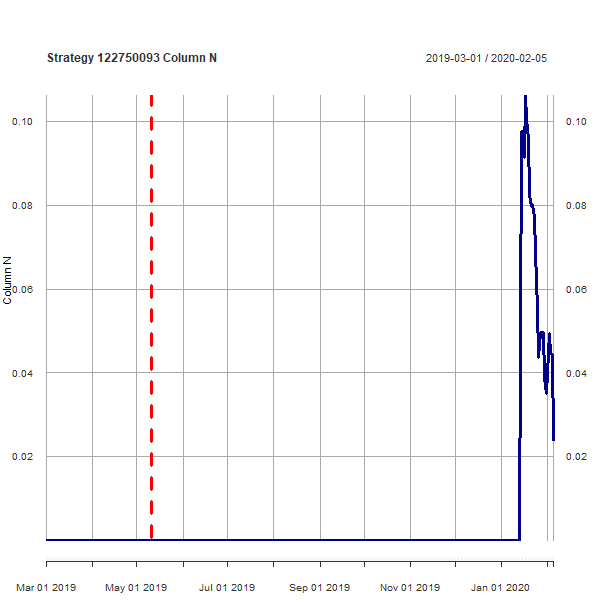 Strategy 122750093 Column N
2019-03-01 / 2020-02-05
0.10
0.10
0.08
0.08
Column N
0.06
0.06
0.04
0.04
0.02
0.02
Mar 01 2019
May 01 2019
Jul 01 2019
Sep 01 2019
Nov 01 2019
Jan 01 2020